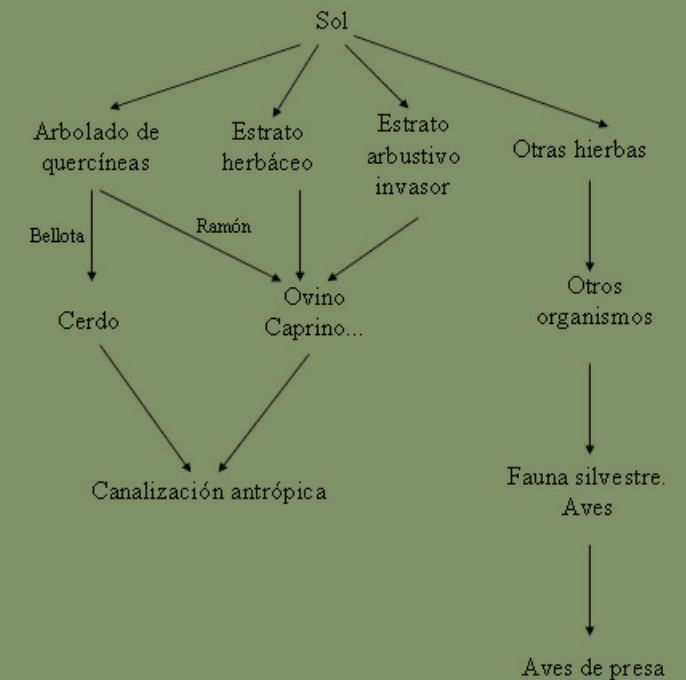 Sol
Arbolado de
quercíneas
Estrato
herbáceo
Estrato
arbustivo
invasor
Otras hierbas
Bellota
Ramón
Cerdo
Ovino
Caprino...
Otros
organismos
Canalización antrópica
Fauna silvestre.
Aves
Aves de presa